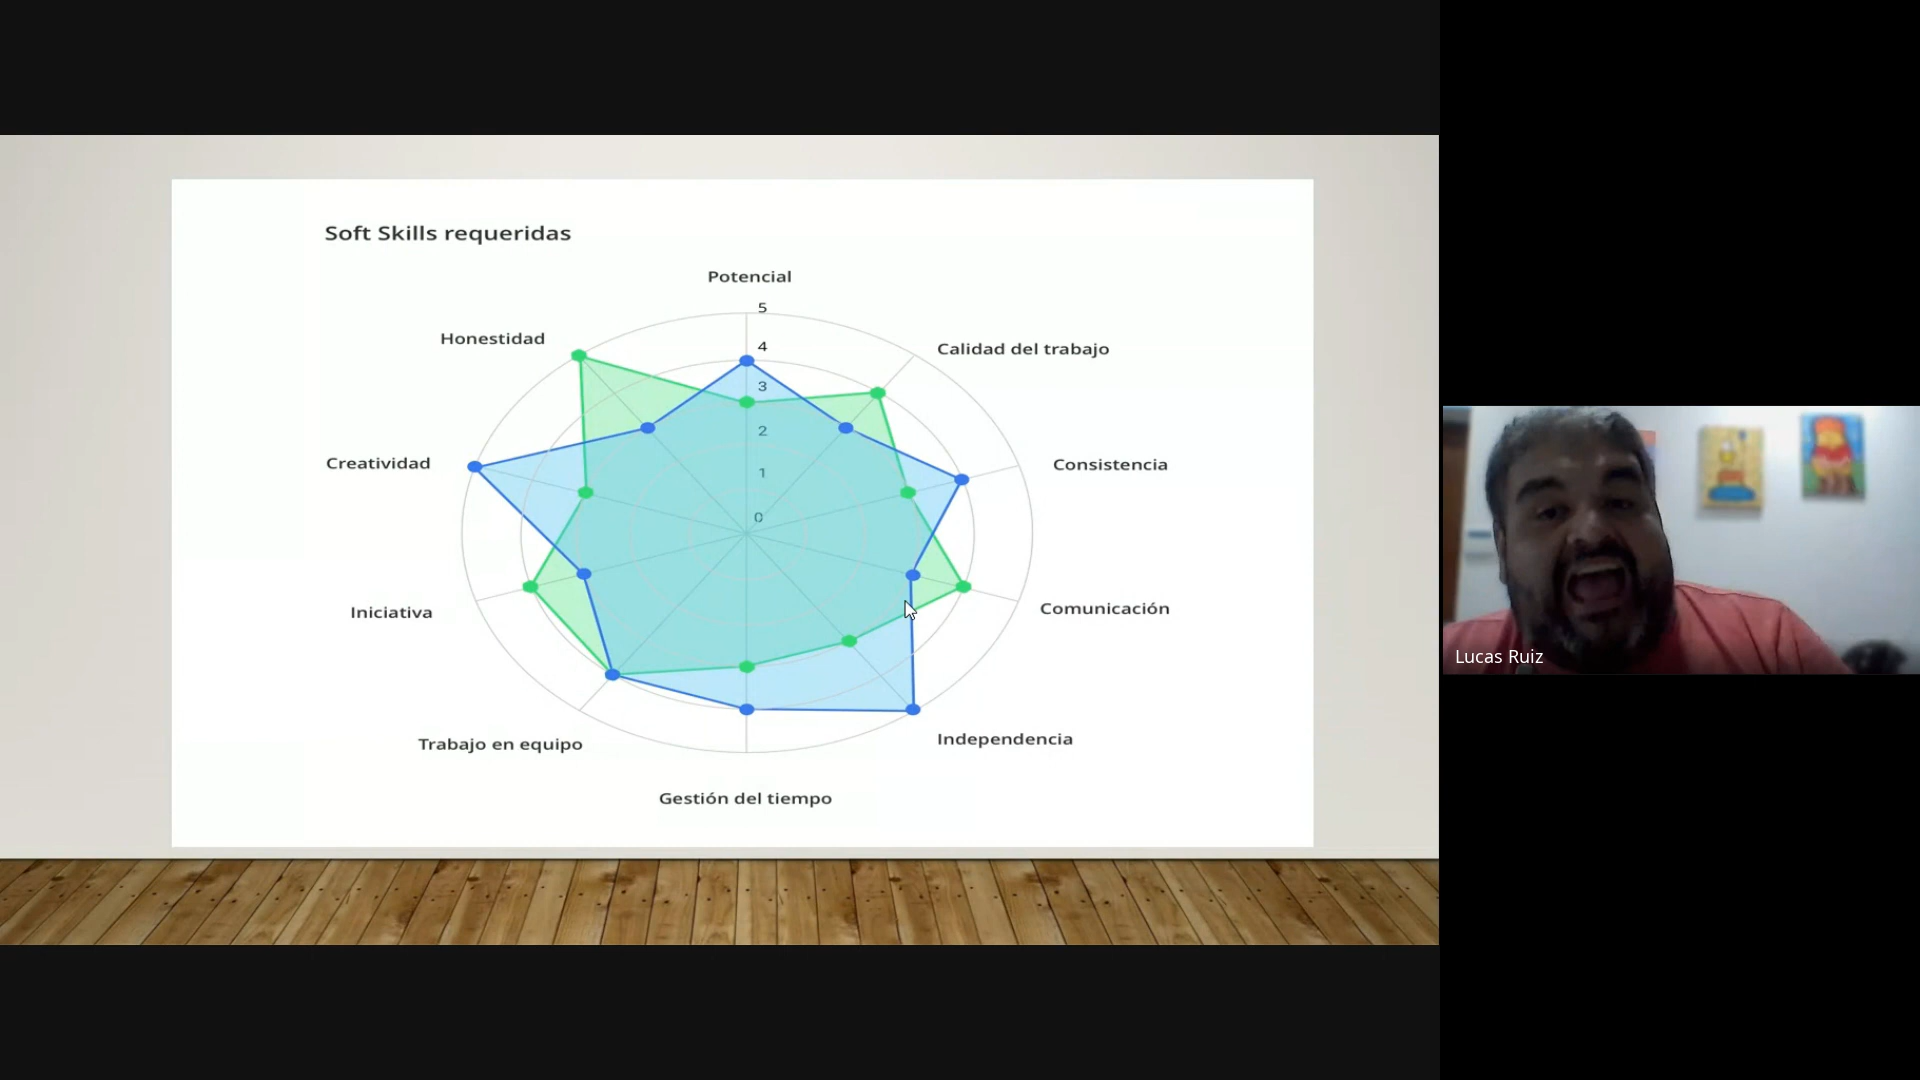 Soft Skills requeridas
Potencial
5
Honestidad
4
Calidad del trabajo
3
2
Creatividad
1
Consistencia
0
Iniciativa
Comunicación
Lucas Ruiz
Trabajo en equipo
Independencia
Gestión del tiempo